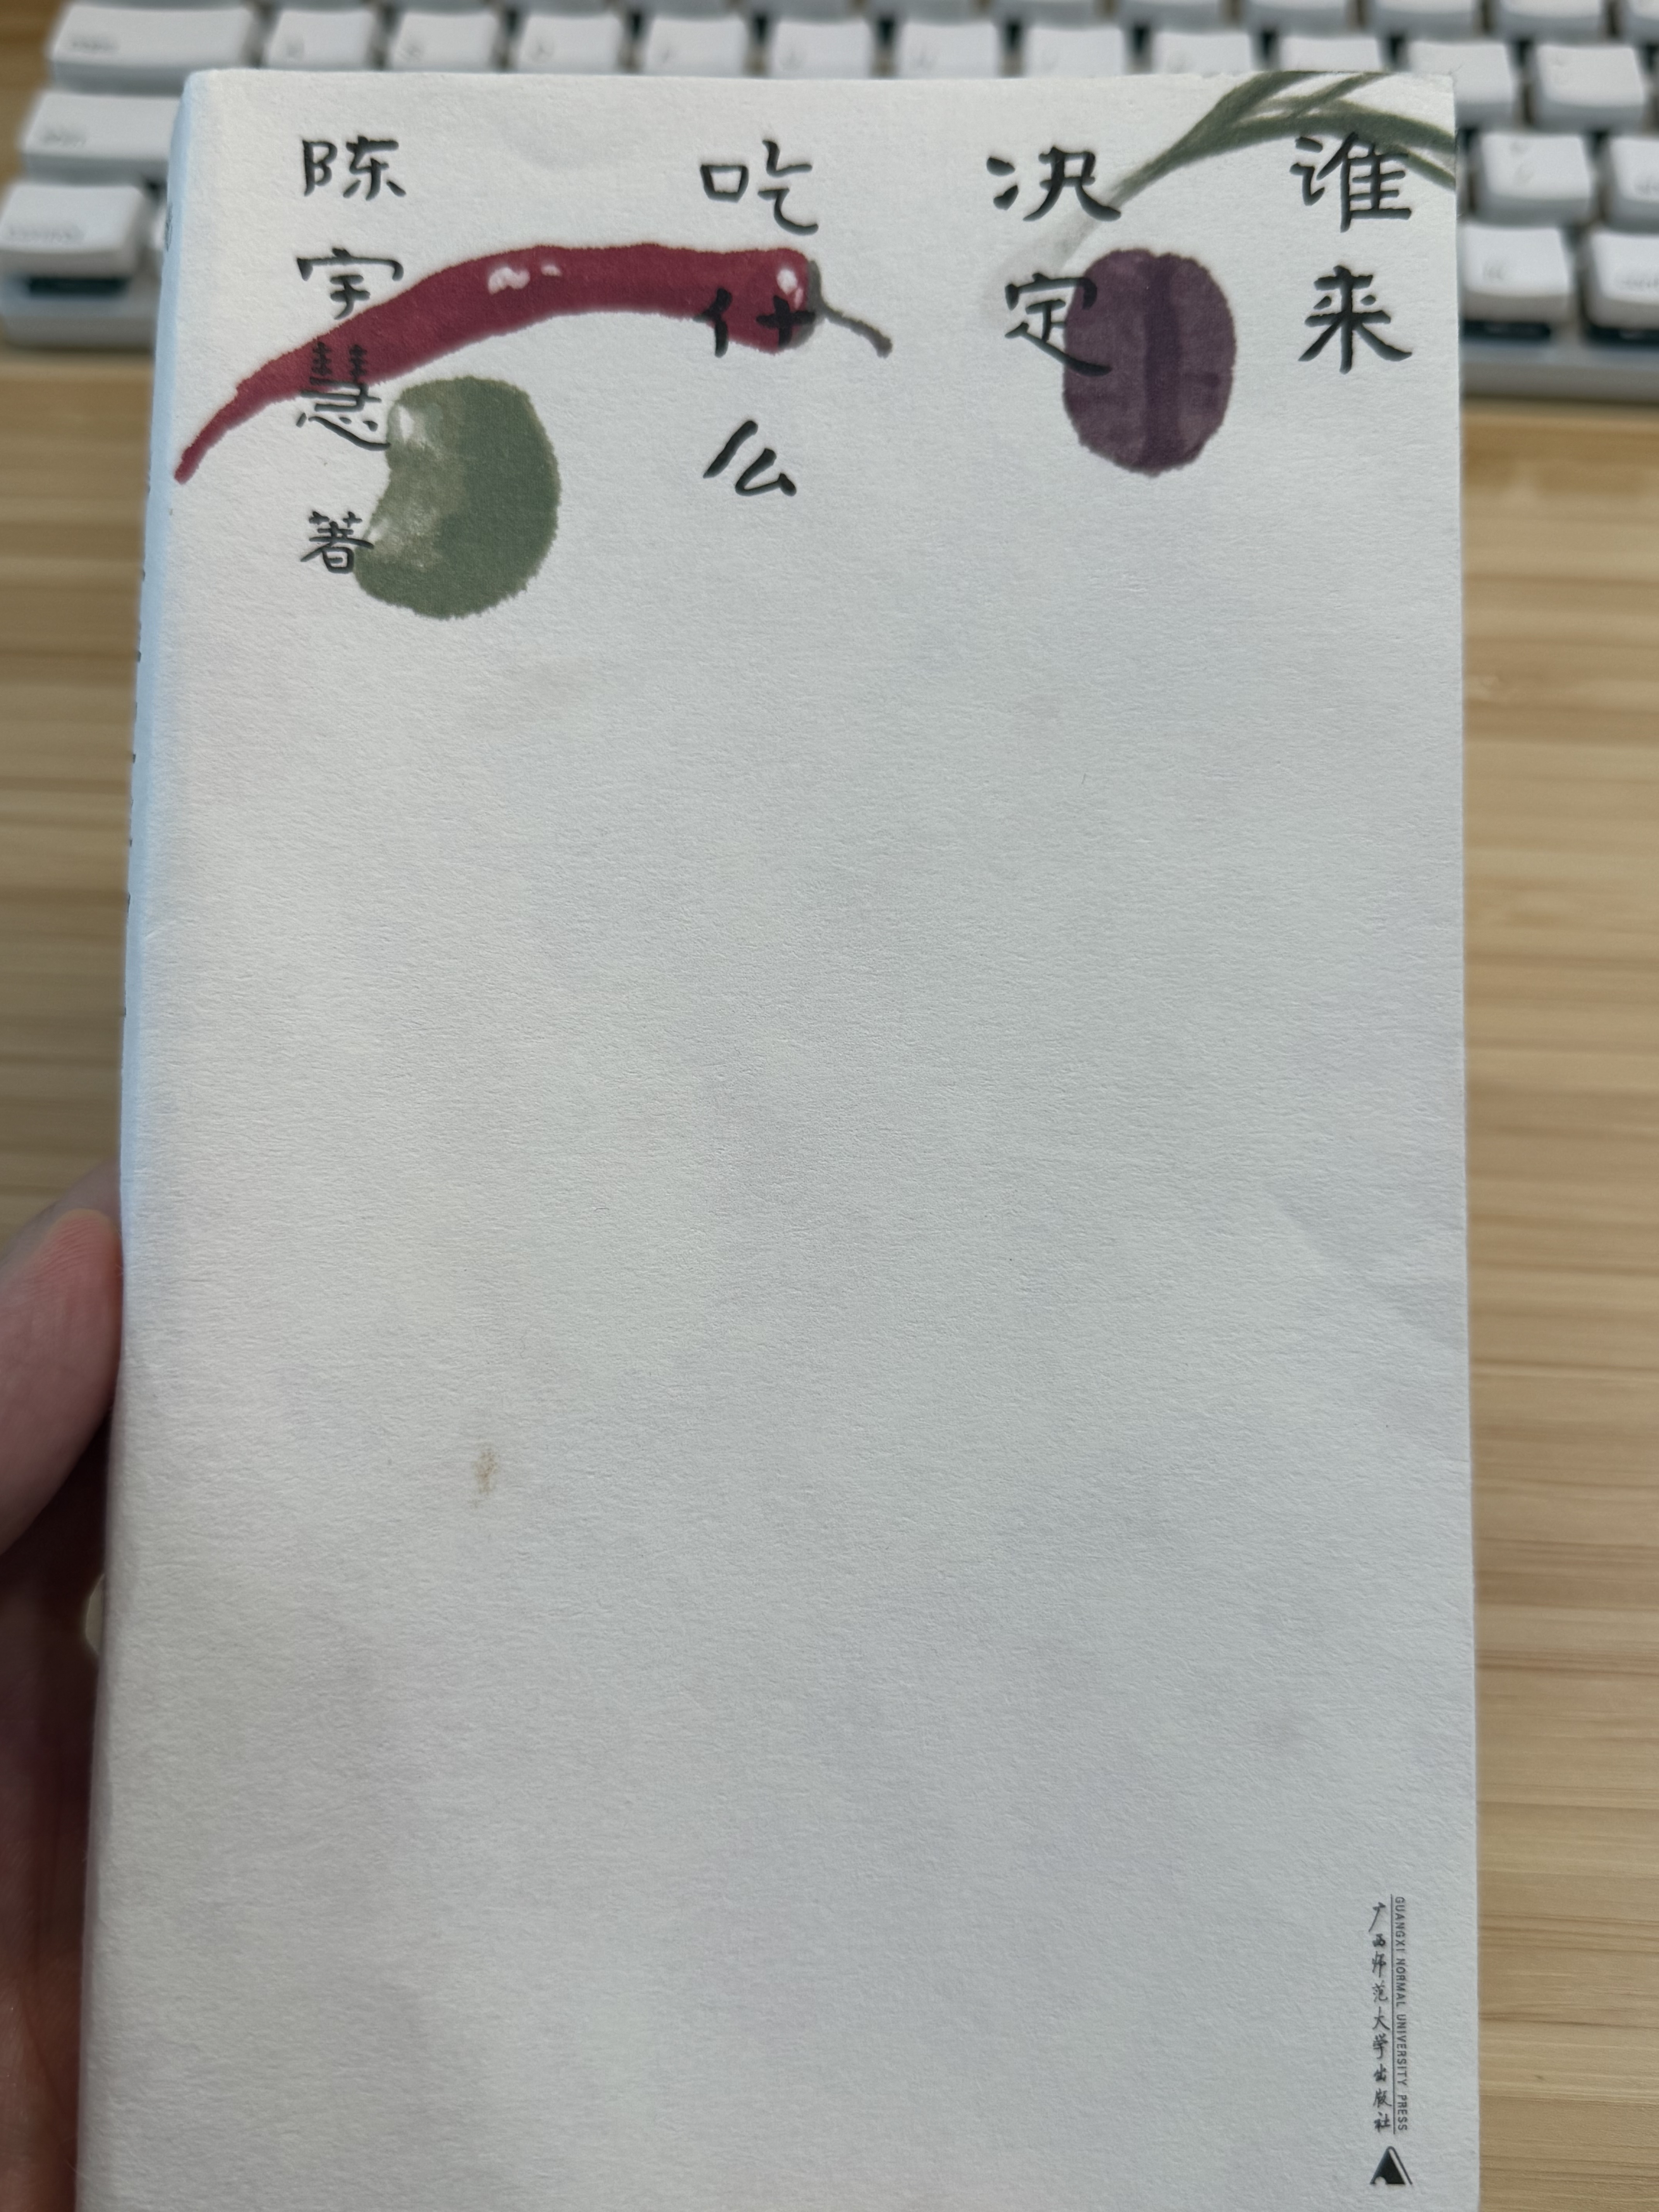 谁来
决定
吃什么
陈宇慧 著
广西师范大学出版社
GUANGXI NORMAL UNIVERSITY PRESS